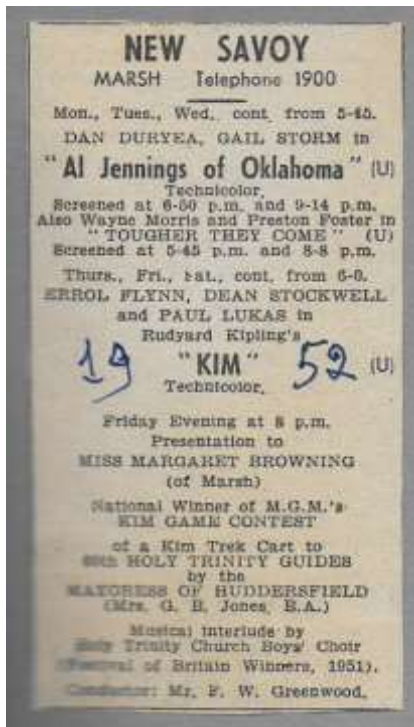 NEW SAVOY
MARSH Telephone 1900
Mon., Tues., Wed. cont. from 5-45.
DAN DURYEA, GAIL STORM in
"Al Jennings of Oklahoma" (U)
Technicolor.
Screened at 6-50 p.m. and 9-14 p.m.
Also Wayne Morris and Preston Foster in
"TOUGHER THEY COME" (U)
Screened at 5-45 p.m. and 8-8 p.m.
Thurs., Fri., Sat., cont. from 6-0.
ERROL FLYNN, DEAN STOCKWELL
and PAUL LUKAS in
Rudyard Kipling's
19 "KIM" 52 (U)
Technicolor.
Friday Evening at 8 p.m.
Presentation to
MISS MARGARET BROWNING
(of Marsh)
National Winner of M.G.M.'s
KIM GAME CONTEST
of a Kim Trek Cart to
HOLY TRINITY GUIDES
by the
MAYORESS OF HUDDERSFIELD
(Mrs. G. B. Jones, B.A.)
Musical interlude by
Holy Trinity Church Boys' Choir
(Festival of Britain Winners, 1951).
Conductor: Mr. F. W. Greenwood.